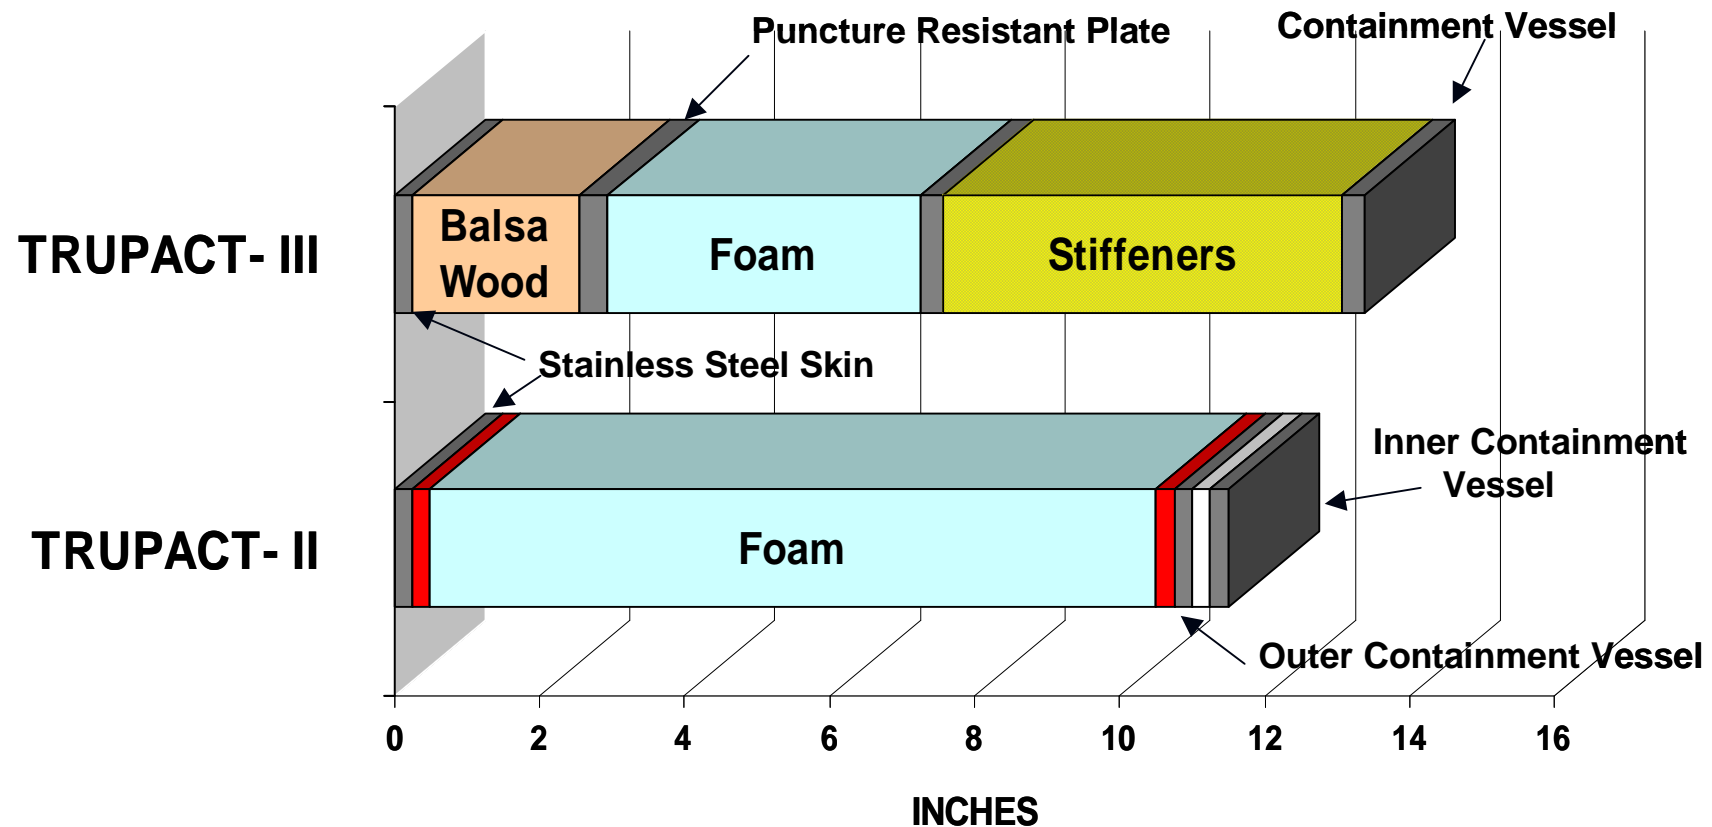 Puncture Resistant Plate
Containment Vessel
TRUPACT- III
Balsa
Wood
Foam
Stiffeners
Stainless Steel Skin
Inner Containment
Vessel
TRUPACT- II
Foam
Outer Containment Vessel
0 2 4 6 8 10 12 14 16
INCHES